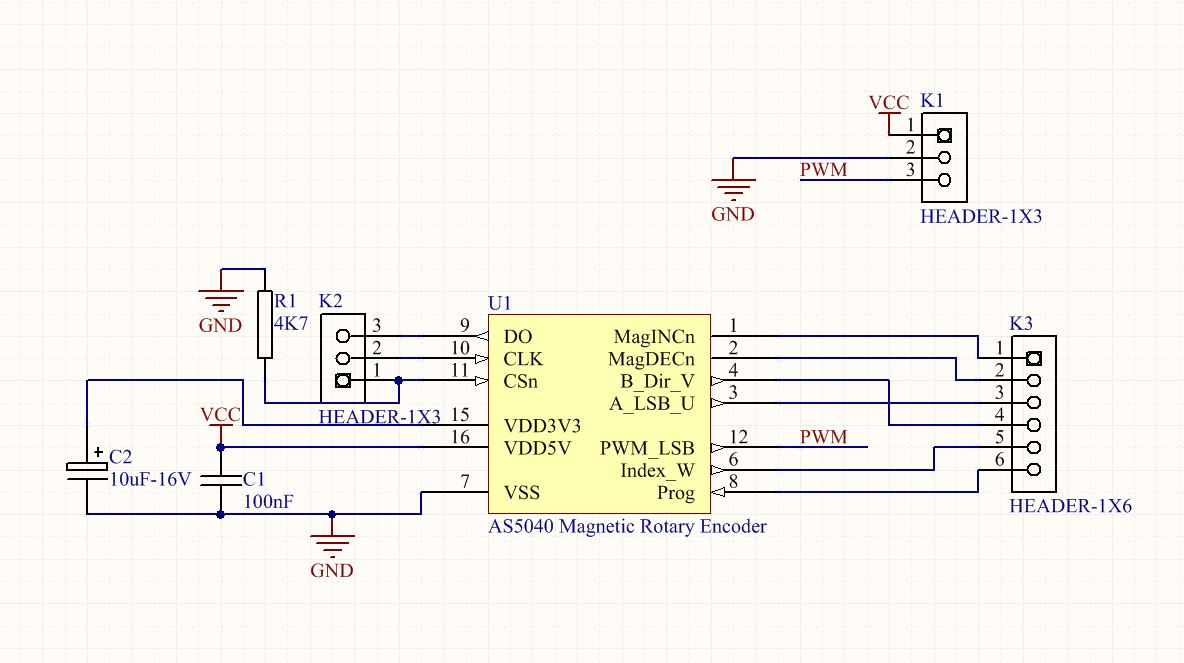 VCC K1
1
2
PWM 3
GND
HEADER-1X3
R1 K2 U1
4K7
GND
3 9 DO MagINCn 1
2 10 CLK MagDECn 2
1 11 CSn B_Dir_V 4
A_LSB_U 3
K3
1
2
3
4
5
6
HEADER-1X6
VCC HEADER-1X3 15 VDD3V3
16 VDD5V PWM_LSB 12 PWM
Index_W 6
7 VSS Prog 8
+ C2
10uF-16V
C1
100nF
AS5040 Magnetic Rotary Encoder
GND